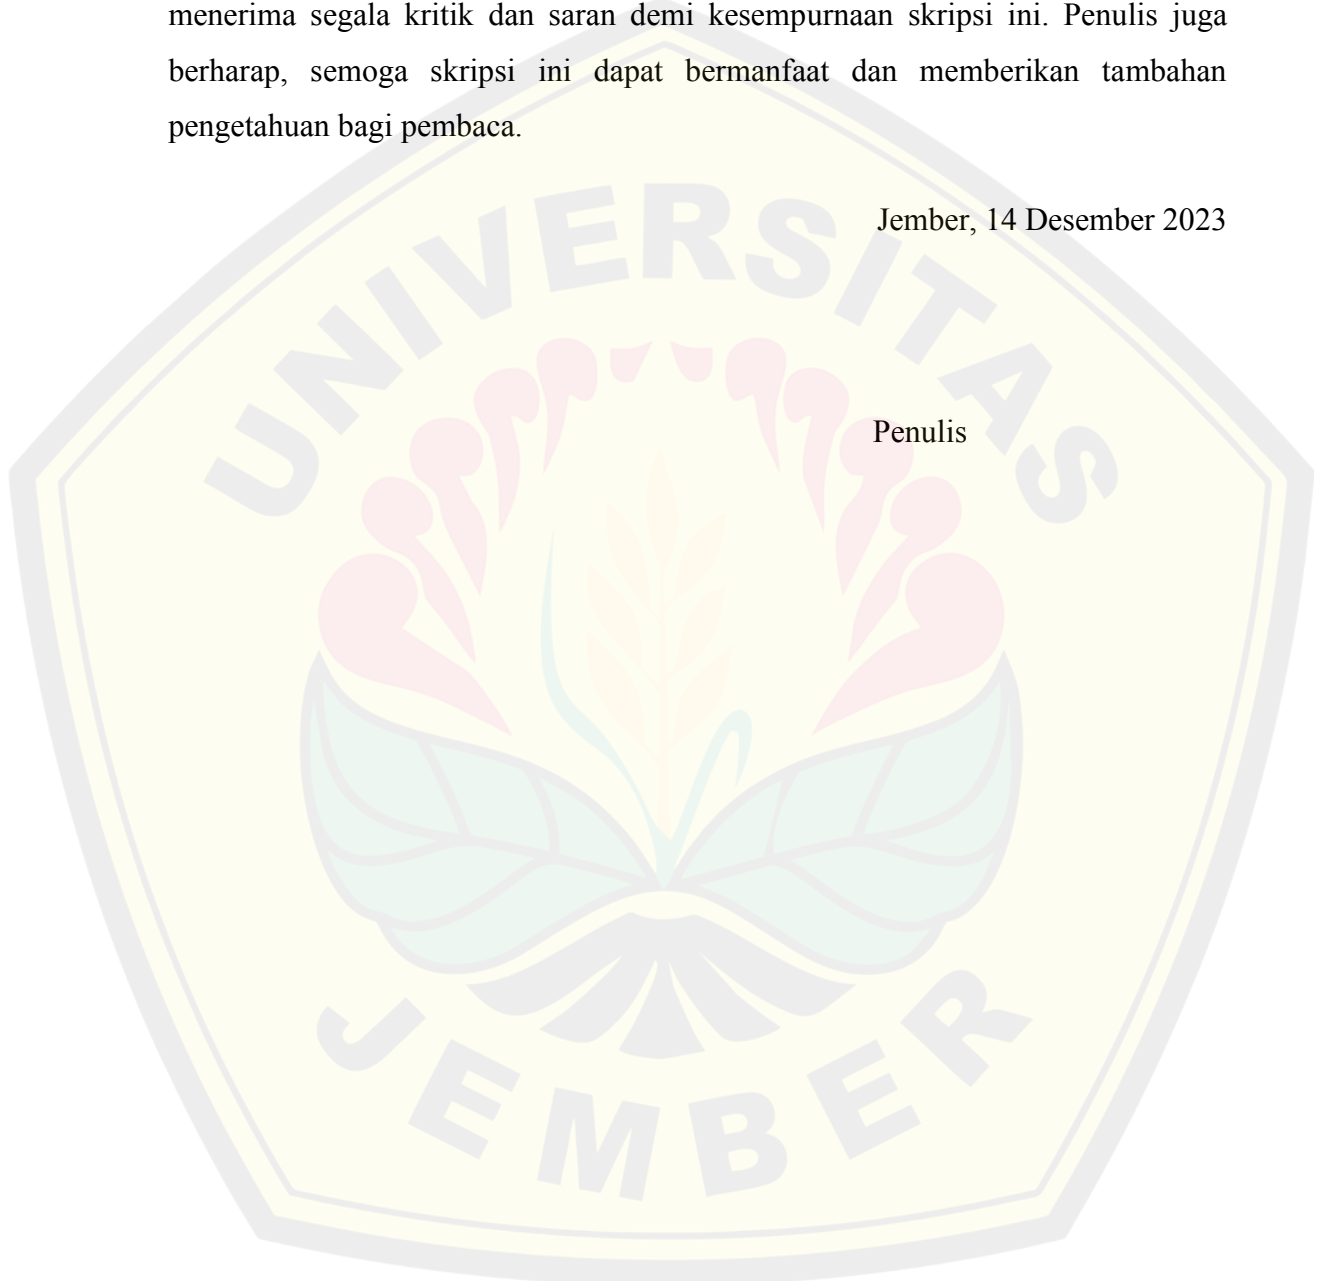 menerima segala kritik dan saran demi kesempurnaan skripsi ini. Penulis juga
berharap, semoga skripsi ini dapat bermanfaat dan memberikan tambahan
pengetahuan bagi pembaca.
Jember, 14 Desember 2023
Penulis
UNIVERSITAS
JEMBER